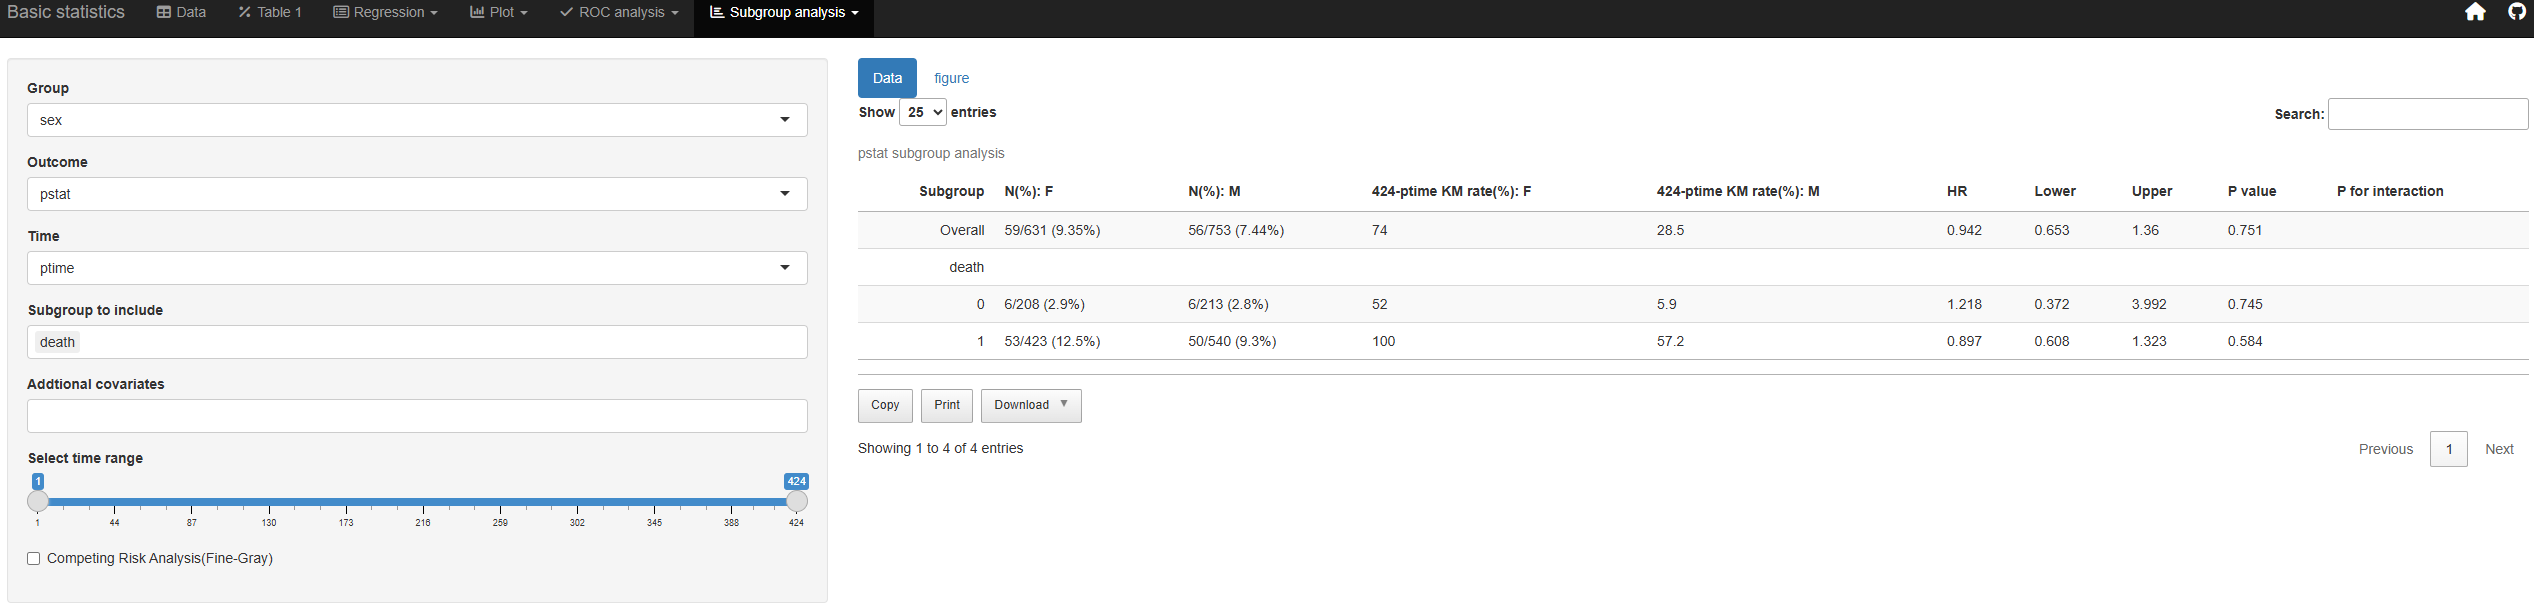 Basic statistics Data Table 1 Regression Plot ROC analysis Subgroup analysis
Group
sex
Outcome
pstat
Time
ptime
Subgroup to include
death
Addtional covariates
Select time range
1 424
1 44 87 130 173 216 259 302 345 388 424
Competing Risk Analysis(Fine-Gray)
Data figure
Show 25 entries Search:
pstat subgroup analysis
Subgroup N(%): F N(%): M 424-ptime KM rate(%): F 424-ptime KM rate(%): M HR Lower Upper P value P for interaction
Overall 59/631 (9.35%) 56/753 (7.44%) 74 28.5 0.942 0.653 1.36 0.751
death
0 6/208 (2.9%) 6/213 (2.8%) 52 5.9 1.218 0.372 3.992 0.745
1 53/423 (12.5%) 50/540 (9.3%) 100 57.2 0.897 0.608 1.323 0.584
Copy Print Download
Showing 1 to 4 of 4 entries Previous 1 Next